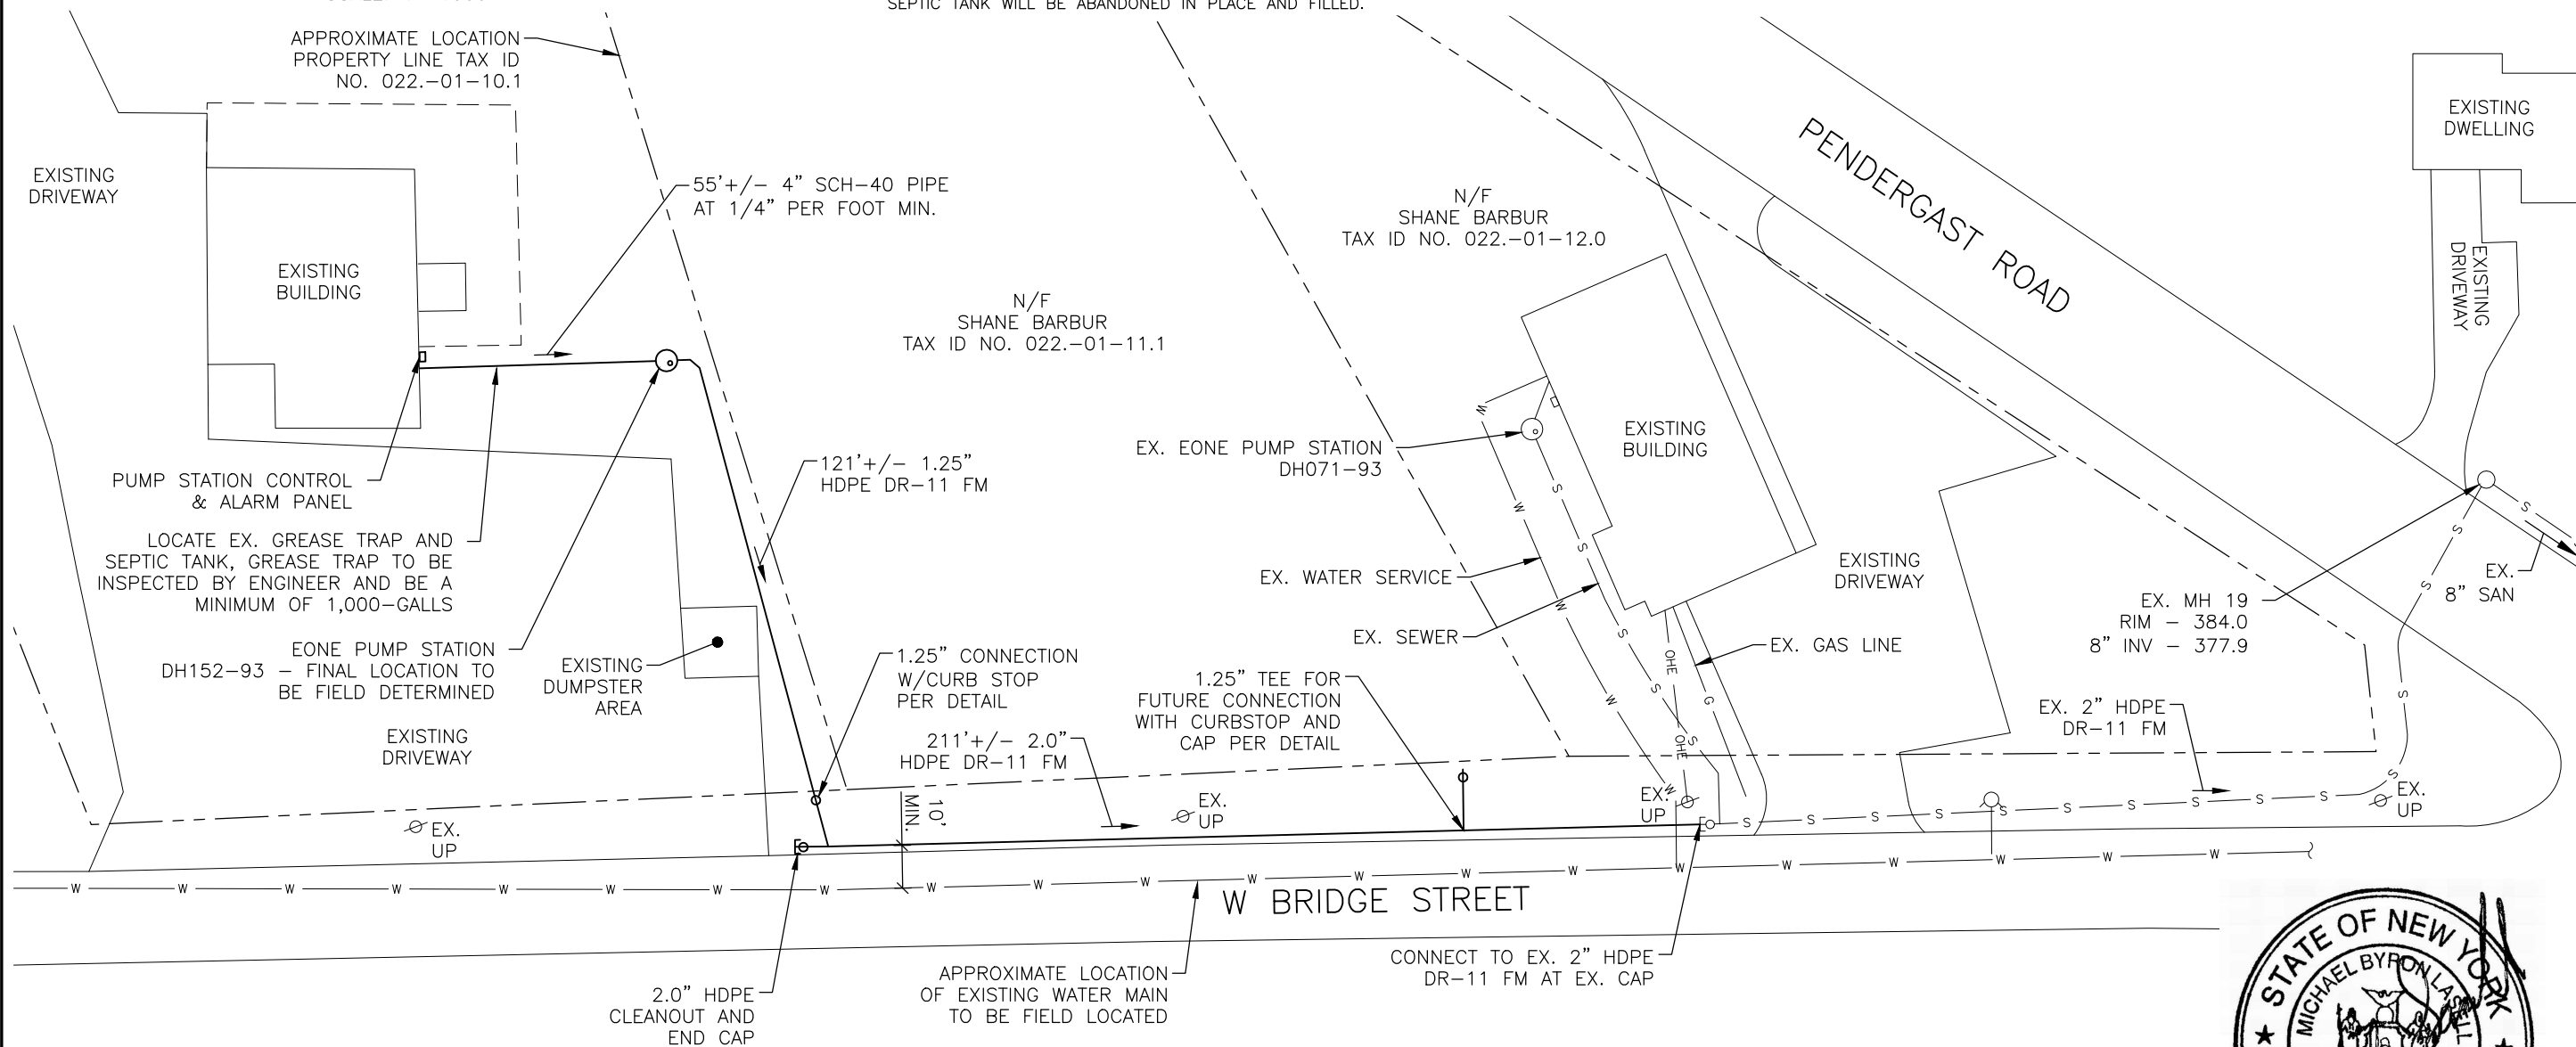 SEPTIC TANK WILL BE ABANDONED IN PLACE AND FILLED.
APPROXIMATE LOCATION
PROPERTY LINE TAX ID
NO. 022.-01-10.1
EXISTING
DRIVEWAY
EXISTING
BUILDING
55'+/- 4" SCH-40 PIPE
AT 1/4" PER FOOT MIN.
N/F
SHANE BARBUR
TAX ID NO. 022.-01-11.1
N/F
SHANE BARBUR
TAX ID NO. 022.-01-12.0
PENDERGAST ROAD
EXISTING
DWELLING
EXISTING
DRIVEWAY
PUMP STATION CONTROL
& ALARM PANEL
LOCATE EX. GREASE TRAP AND
SEPTIC TANK, GREASE TRAP TO BE
INSPECTED BY ENGINEER AND BE A
MINIMUM OF 1,000-GALLS
EONE PUMP STATION
DH152-93 - FINAL LOCATION TO
BE FIELD DETERMINED
EXISTING
DUMPSTER
AREA
EXISTING
DRIVEWAY
121'+/- 1.25"
HDPE DR-11 FM
1.25" CONNECTION
W/CURB STOP
PER DETAIL
211'+/- 2.0"
HDPE DR-11 FM
1.25" TEE FOR
FUTURE CONNECTION
WITH CURBSTOP AND
CAP PER DETAIL
EX. EONE PUMP STATION
DH071-93
EXISTING
BUILDING
EX. WATER SERVICE
EX. SEWER
EX. GAS LINE
OHE
OHE
G
EXISTING
DRIVEWAY
EX. MH 19
RIM - 384.0
8" INV - 377.9
EX.
8" SAN
EX. 2" HDPE
DR-11 FM
EX.
UP
10'
MIN.
EX.
UP
EX.
UP
EX.
UP
W BRIDGE STREET
2.0" HDPE
CLEANOUT AND
END CAP
APPROXIMATE LOCATION
OF EXISTING WATER MAIN
TO BE FIELD LOCATED
CONNECT TO EX. 2" HDPE
DR-11 FM AT EX. CAP
STATE OF NEW YORK
MICHAEL BYRON